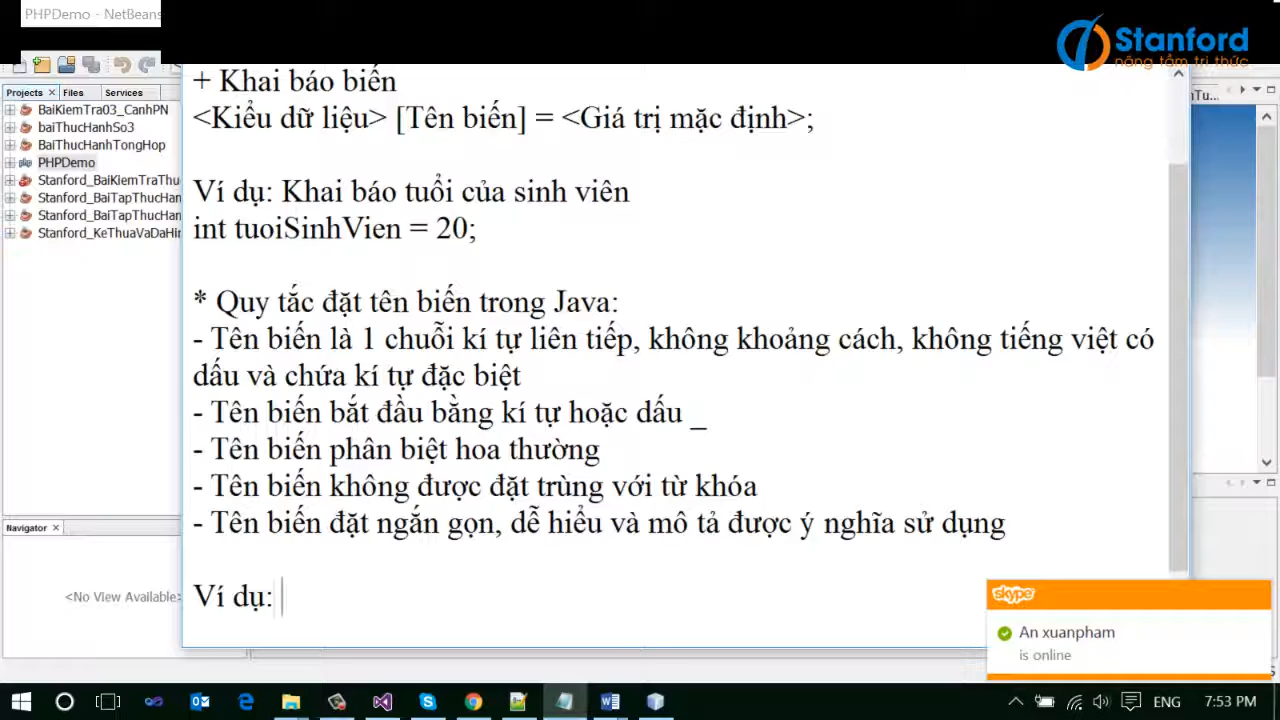 PHPDemo - NetBeans
Stanford
nâng tầm tri thức
Projects
Files
Services
BaiKiemTra03_CanhPN
baiThucHanhSo3
BaiThucHanhTongHop
PHPDemo
Stanford_BaiKiemTraThu
Stanford_BaiTapThucHan
Stanford_BaiTapThucHan
Stanford_KeThuaVaDaHin
+ Khai báo biến
<Kiểu dữ liệu> [Tên biến] = <Giá trị mặc định>;
Ví dụ: Khai báo tuổi của sinh viên
int tuoiSinhVien = 20;
* Quy tắc đặt tên biến trong Java:
- Tên biến là 1 chuỗi kí tự liên tiếp, không khoảng cách, không tiếng việt có
dấu và chứa kí tự đặc biệt
- Tên biến bắt đầu bằng kí tự hoặc dấu _
- Tên biến phân biệt hoa thường
- Tên biến không được đặt trùng với từ khóa
- Tên biến đặt ngắn gọn, dễ hiểu và mô tả được ý nghĩa sử dụng
Ví dụ:
Navigator
<No View Available>
skype
An xuanpham
is online
ENG
7:53 PM